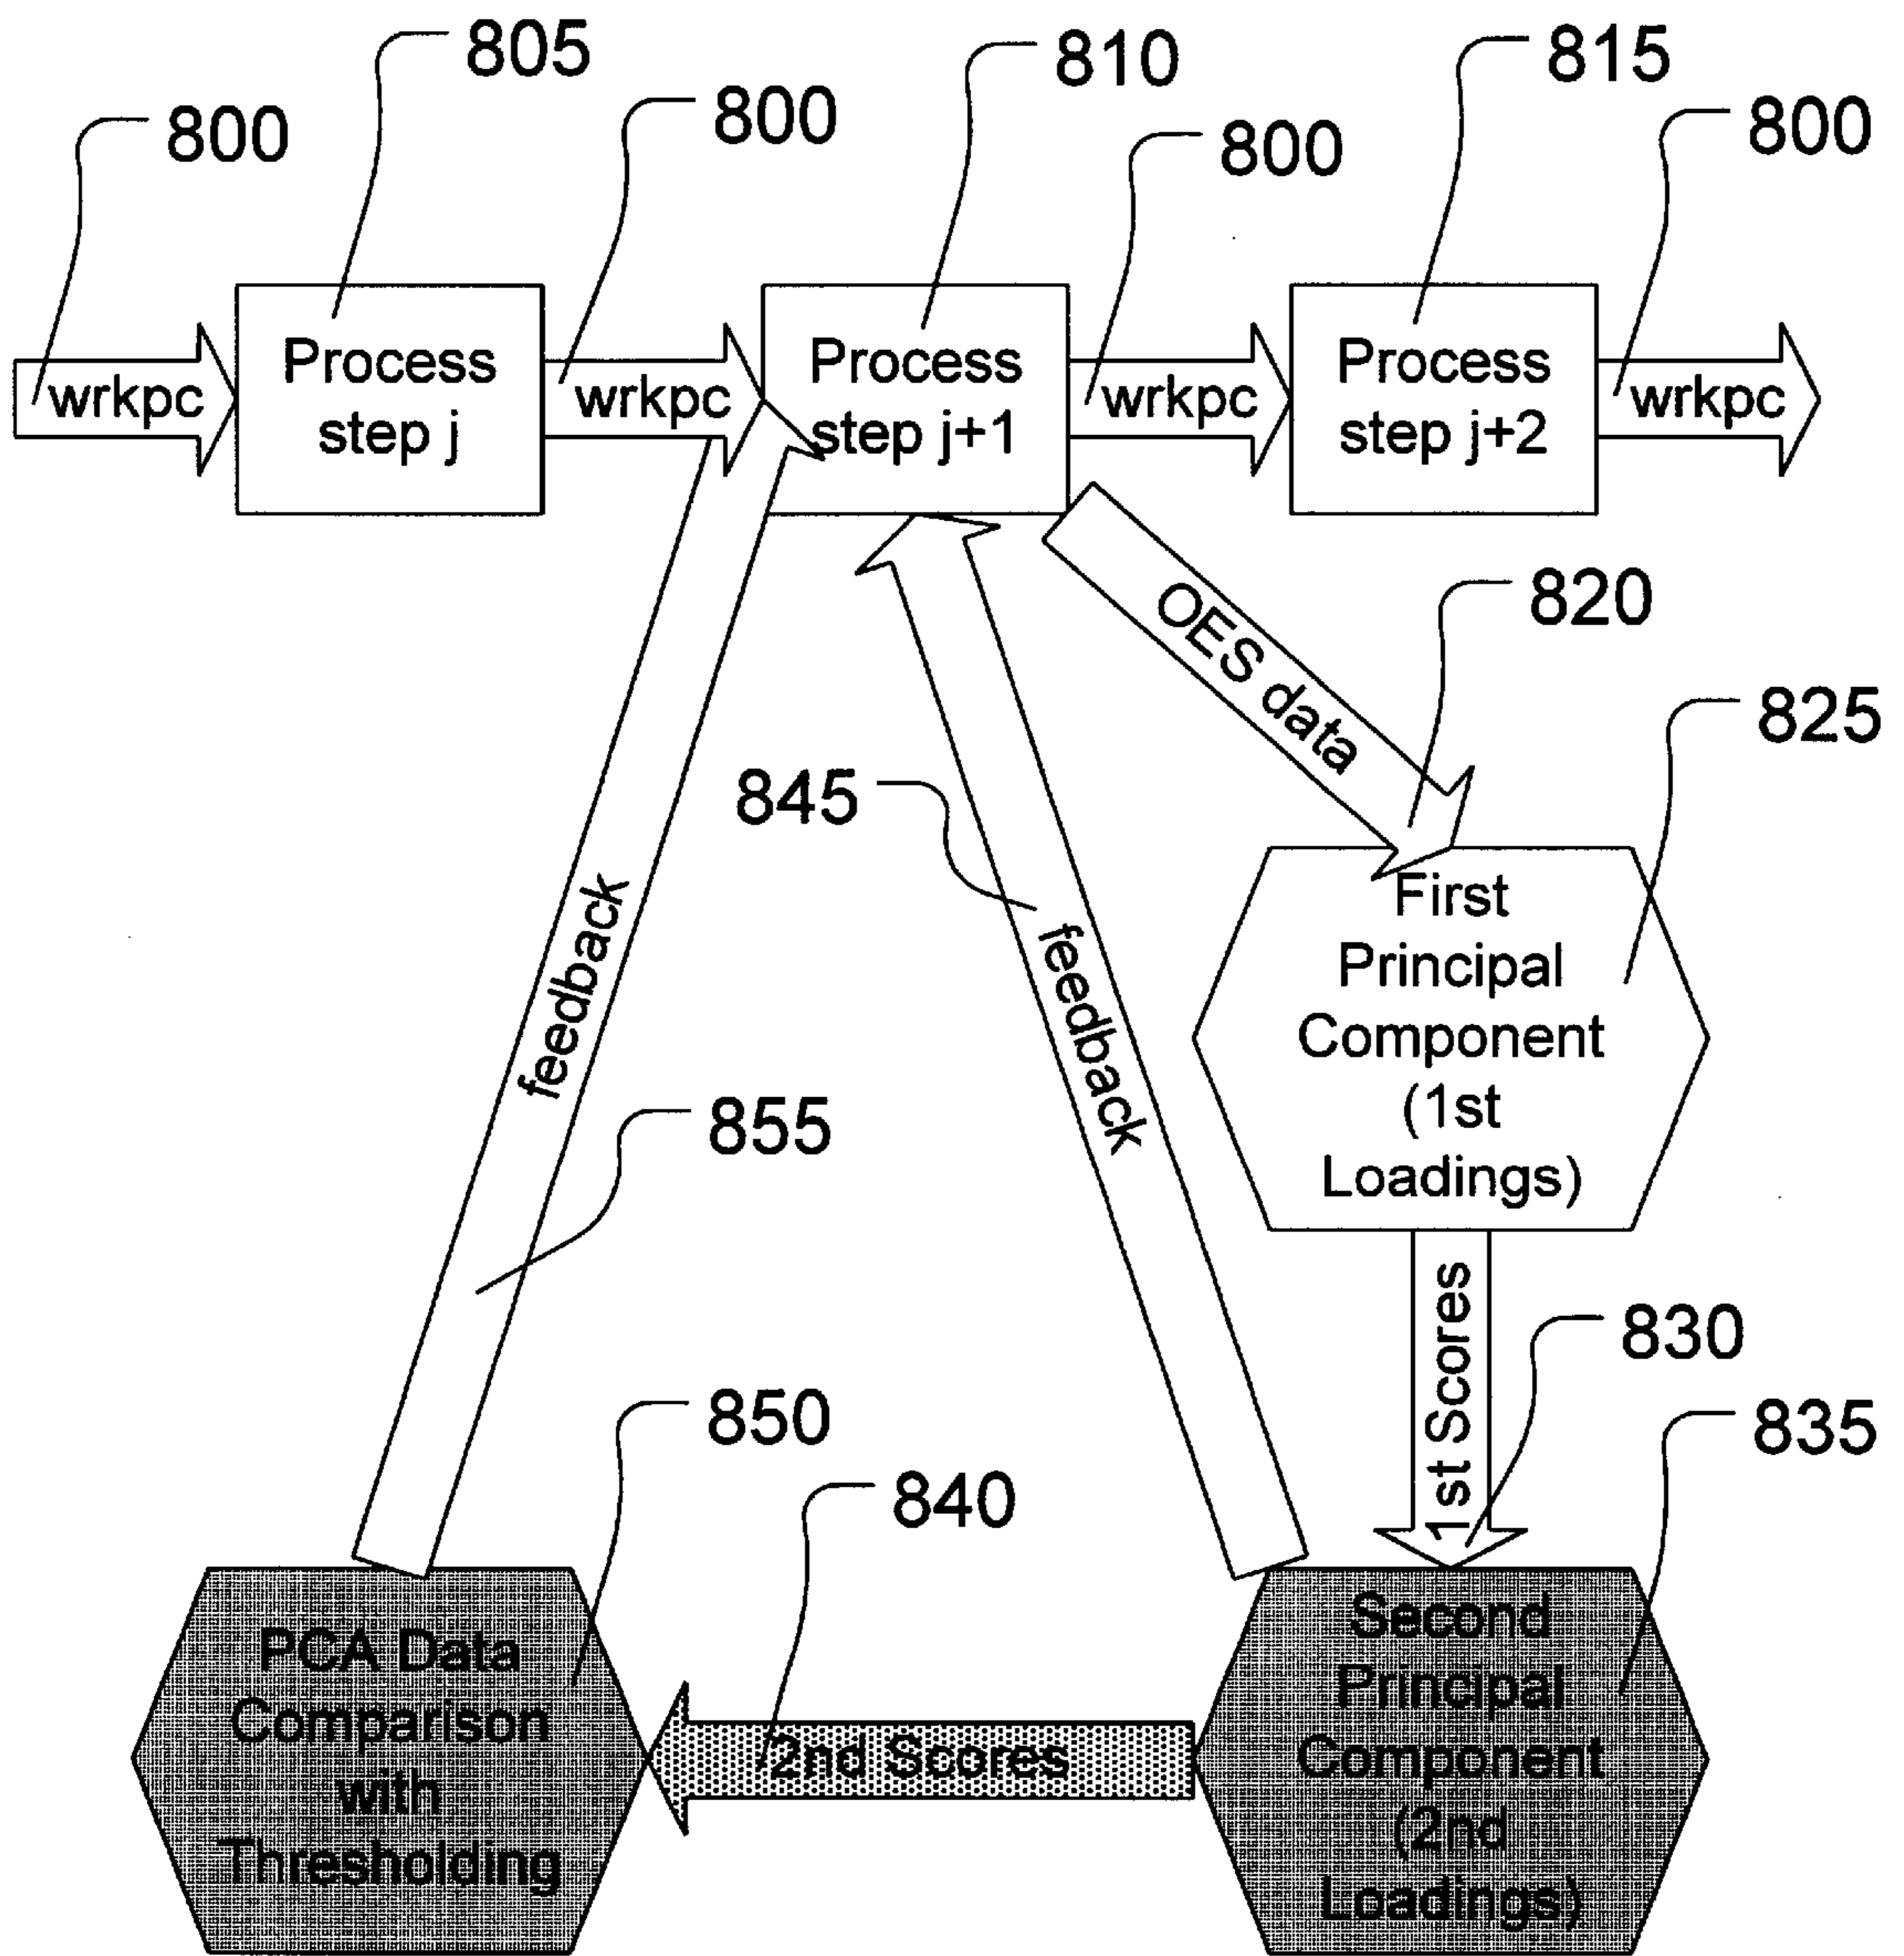 805
810
815
800
800
800
800
wrkpc
Process
step j
wrkpc
Process
step j+1
wrkpc
Process
step j+2
wrkpc
OES data
820
825
845
First
Principal
Component
(1st
Loadings)
feedback
feedback
855
1st Scores
830
835
850
840
PCA Data
Comparison
with
Thresholding
2nd Scores
Second
Principal
Component
(2nd
Loadings)